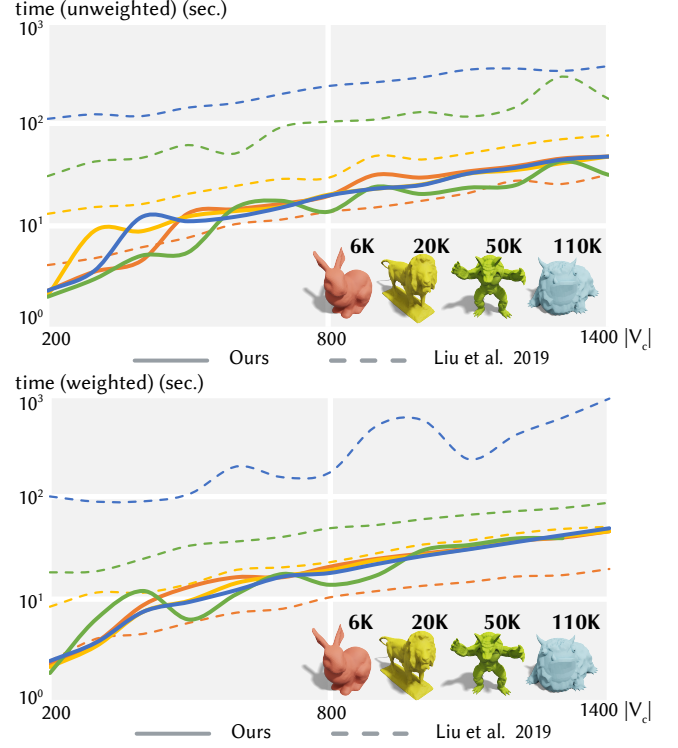 time (unweighted) (sec.)
10³
10²
10¹
6K 20K 50K 110K
10⁰
200 800 1400 |V_c|
Ours Liu et al. 2019
time (weighted) (sec.)
10³
10²
10¹
6K 20K 50K 110K
10⁰
200 800 1400 |V_c|
Ours Liu et al. 2019